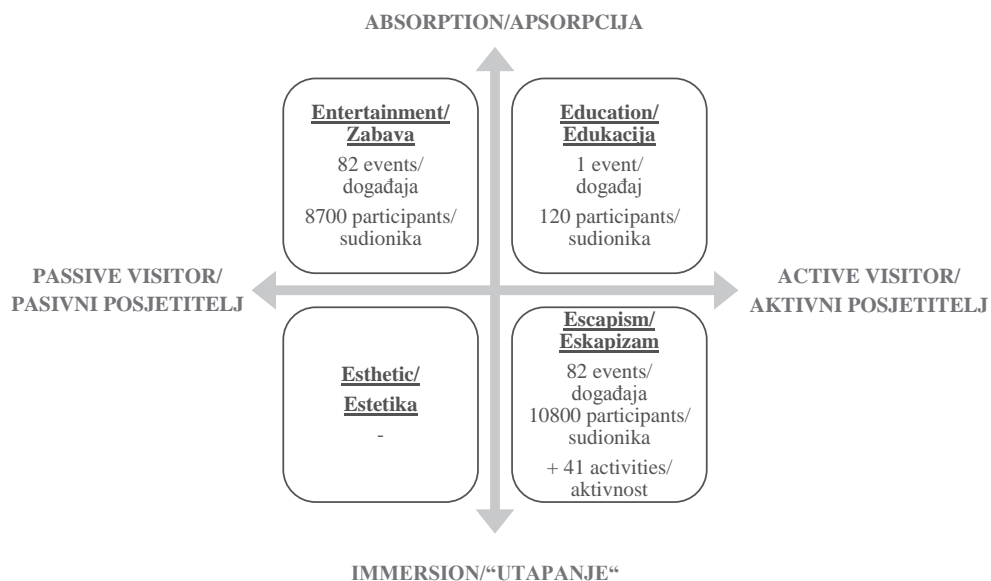 ABSORPTION/APSORPCIJA
Entertainment/
Zabava
82 events/
događaja
8700 participants/
sudionika
Education/
Edukacija
1 event/
događaj
120 participants/
sudionika
PASSIVE VISITOR/
PASIVNI POSJETITELJ
ACTIVE VISITOR/
AKTIVNI POSJETITELJ
Esthetic/
Estetika
-
Escapism/
Eskapizam
82 events/
događaja
10800 participants/
sudionika
+ 41 activities/
aktivnost
IMMERSION/“UTAPANJE“